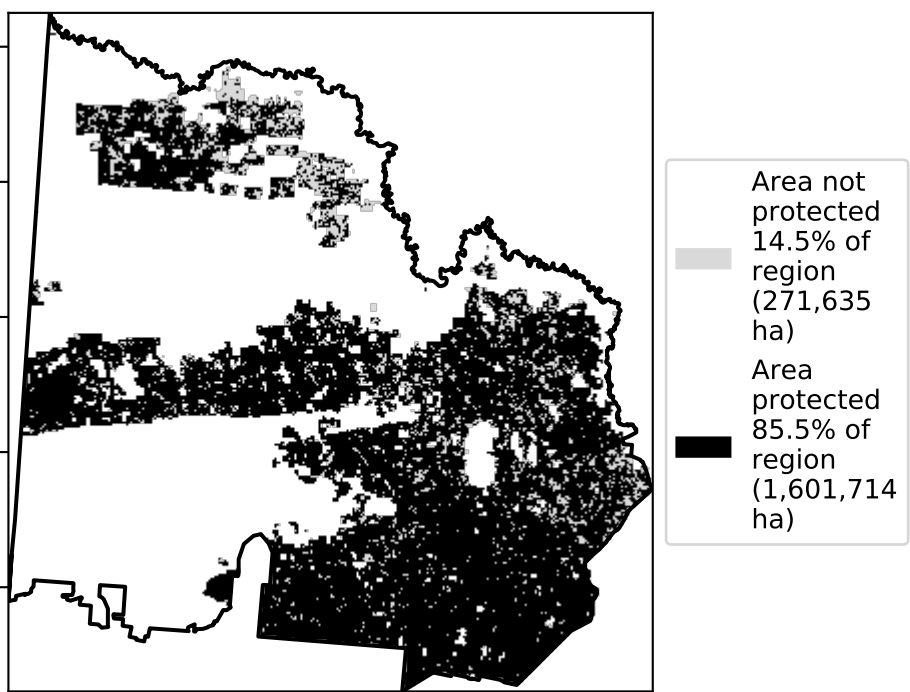 Area not
protected
14.5% of
region
(271,635
ha)
Area
protected
85.5% of
region
(1,601,714
ha)